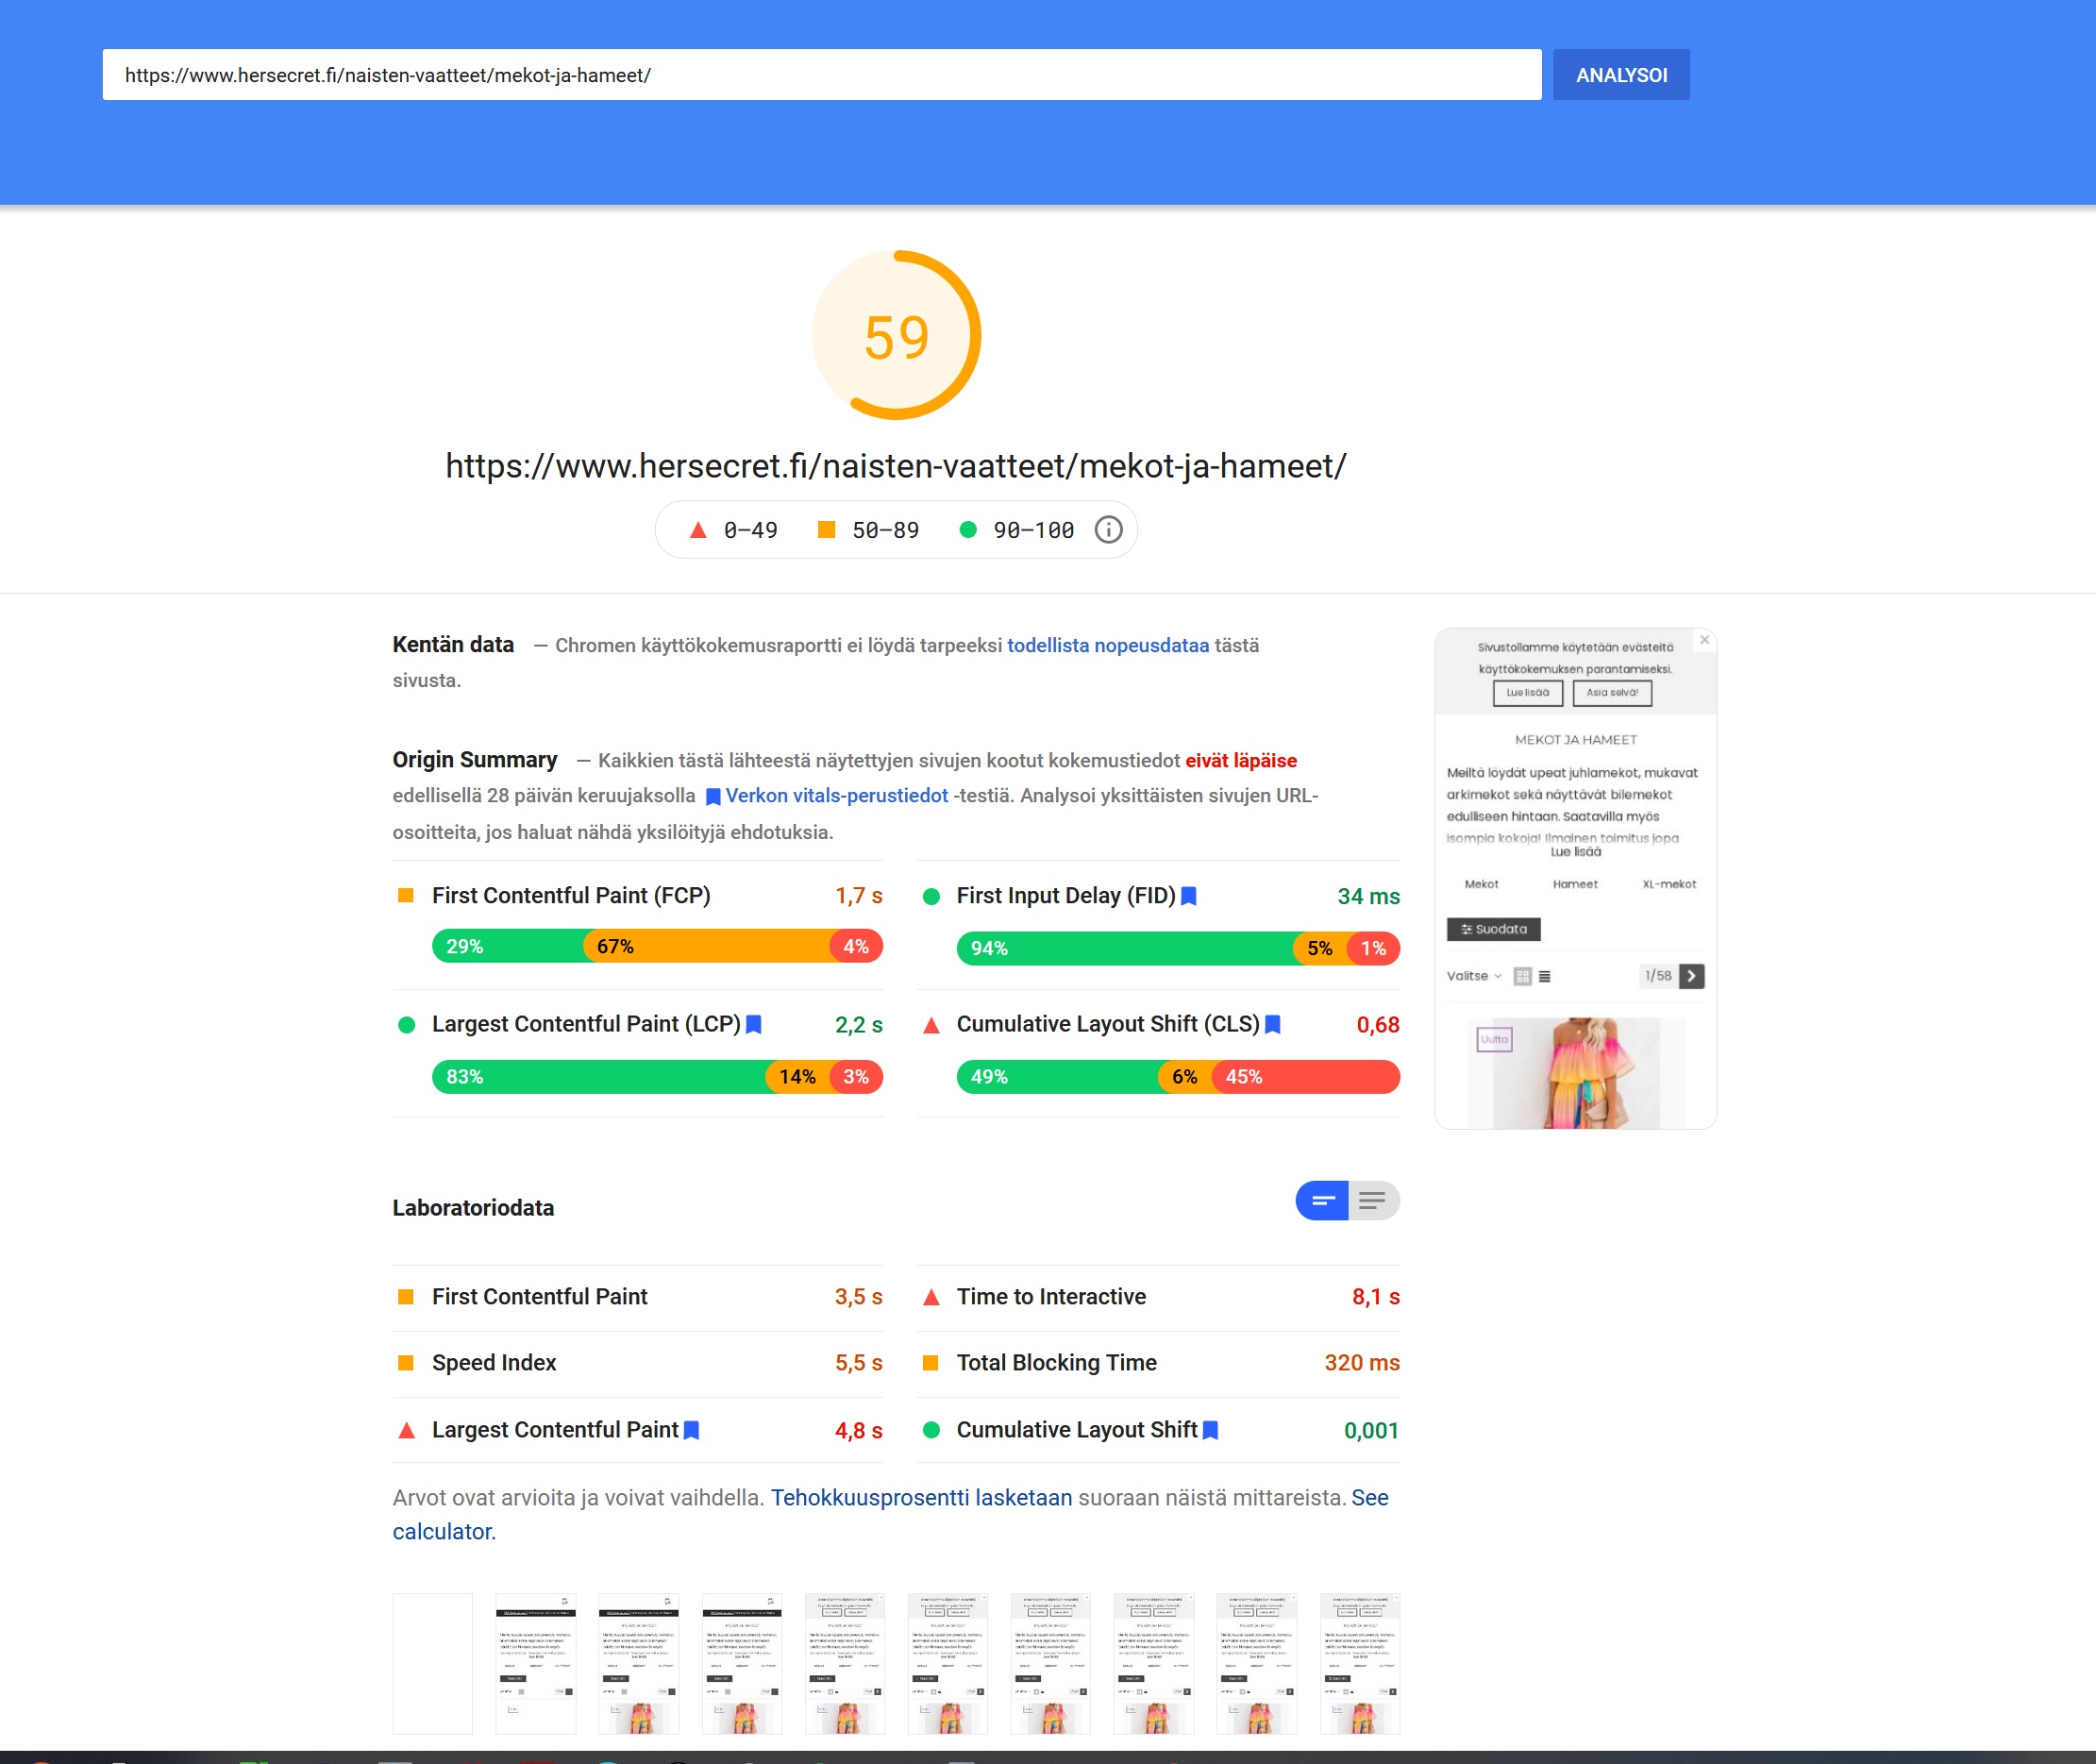 https://www.hersecret.fi/naisten-vaatteet/mekot-ja-hameet/
ANALYSOI
59
https://www.hersecret.fi/naisten-vaatteet/mekot-ja-hameet/
0–49 50–89 90–100
Kentän data — Chromen käyttökokemusraportti ei löydä tarpeeksi todellista nopeusdataa tästä
sivusta.
Origin Summary — Kaikkien tästä lähteestä näytettyjen sivujen kootut kokemustiedot eivät läpäise
edellisellä 28 päivän keruujaksolla Verkon vitals-perustiedot -testiä. Analysoi yksittäisten sivujen URL-
osoitteita, jos haluat nähdä yksilöityjä ehdotuksia.
First Contentful Paint (FCP) 1,7 s
29% 67% 4%
First Input Delay (FID) 34 ms
94% 5% 1%
Largest Contentful Paint (LCP) 2,2 s
83% 14% 3%
Cumulative Layout Shift (CLS) 0,68
49% 6% 45%
Sivustollamme käytetään evästeitä
käyttökokemuksen parantamiseksi.
Lue lisää Asia selvä!
MEKOT JA HAMEET
Meiltä löydät upeat juhlamekot, mukavat
arkimekot sekä näyttävät bilemekot
edulliseen hintaan. Saatavilla myös
isompia kokoja! Ilmainen toimitus jopa
Lue lisää
Mekot Hameet XL-mekot
Suodata
Valitse 1/58
Uutta
Laboratoriodata
First Contentful Paint 3,5 s
Time to Interactive 8,1 s
Speed Index 5,5 s
Total Blocking Time 320 ms
Largest Contentful Paint 4,8 s
Cumulative Layout Shift 0,001
Arvot ovat arvioita ja voivat vaihdella. Tehokkuusprosentti lasketaan suoraan näistä mittareista. See
calculator.